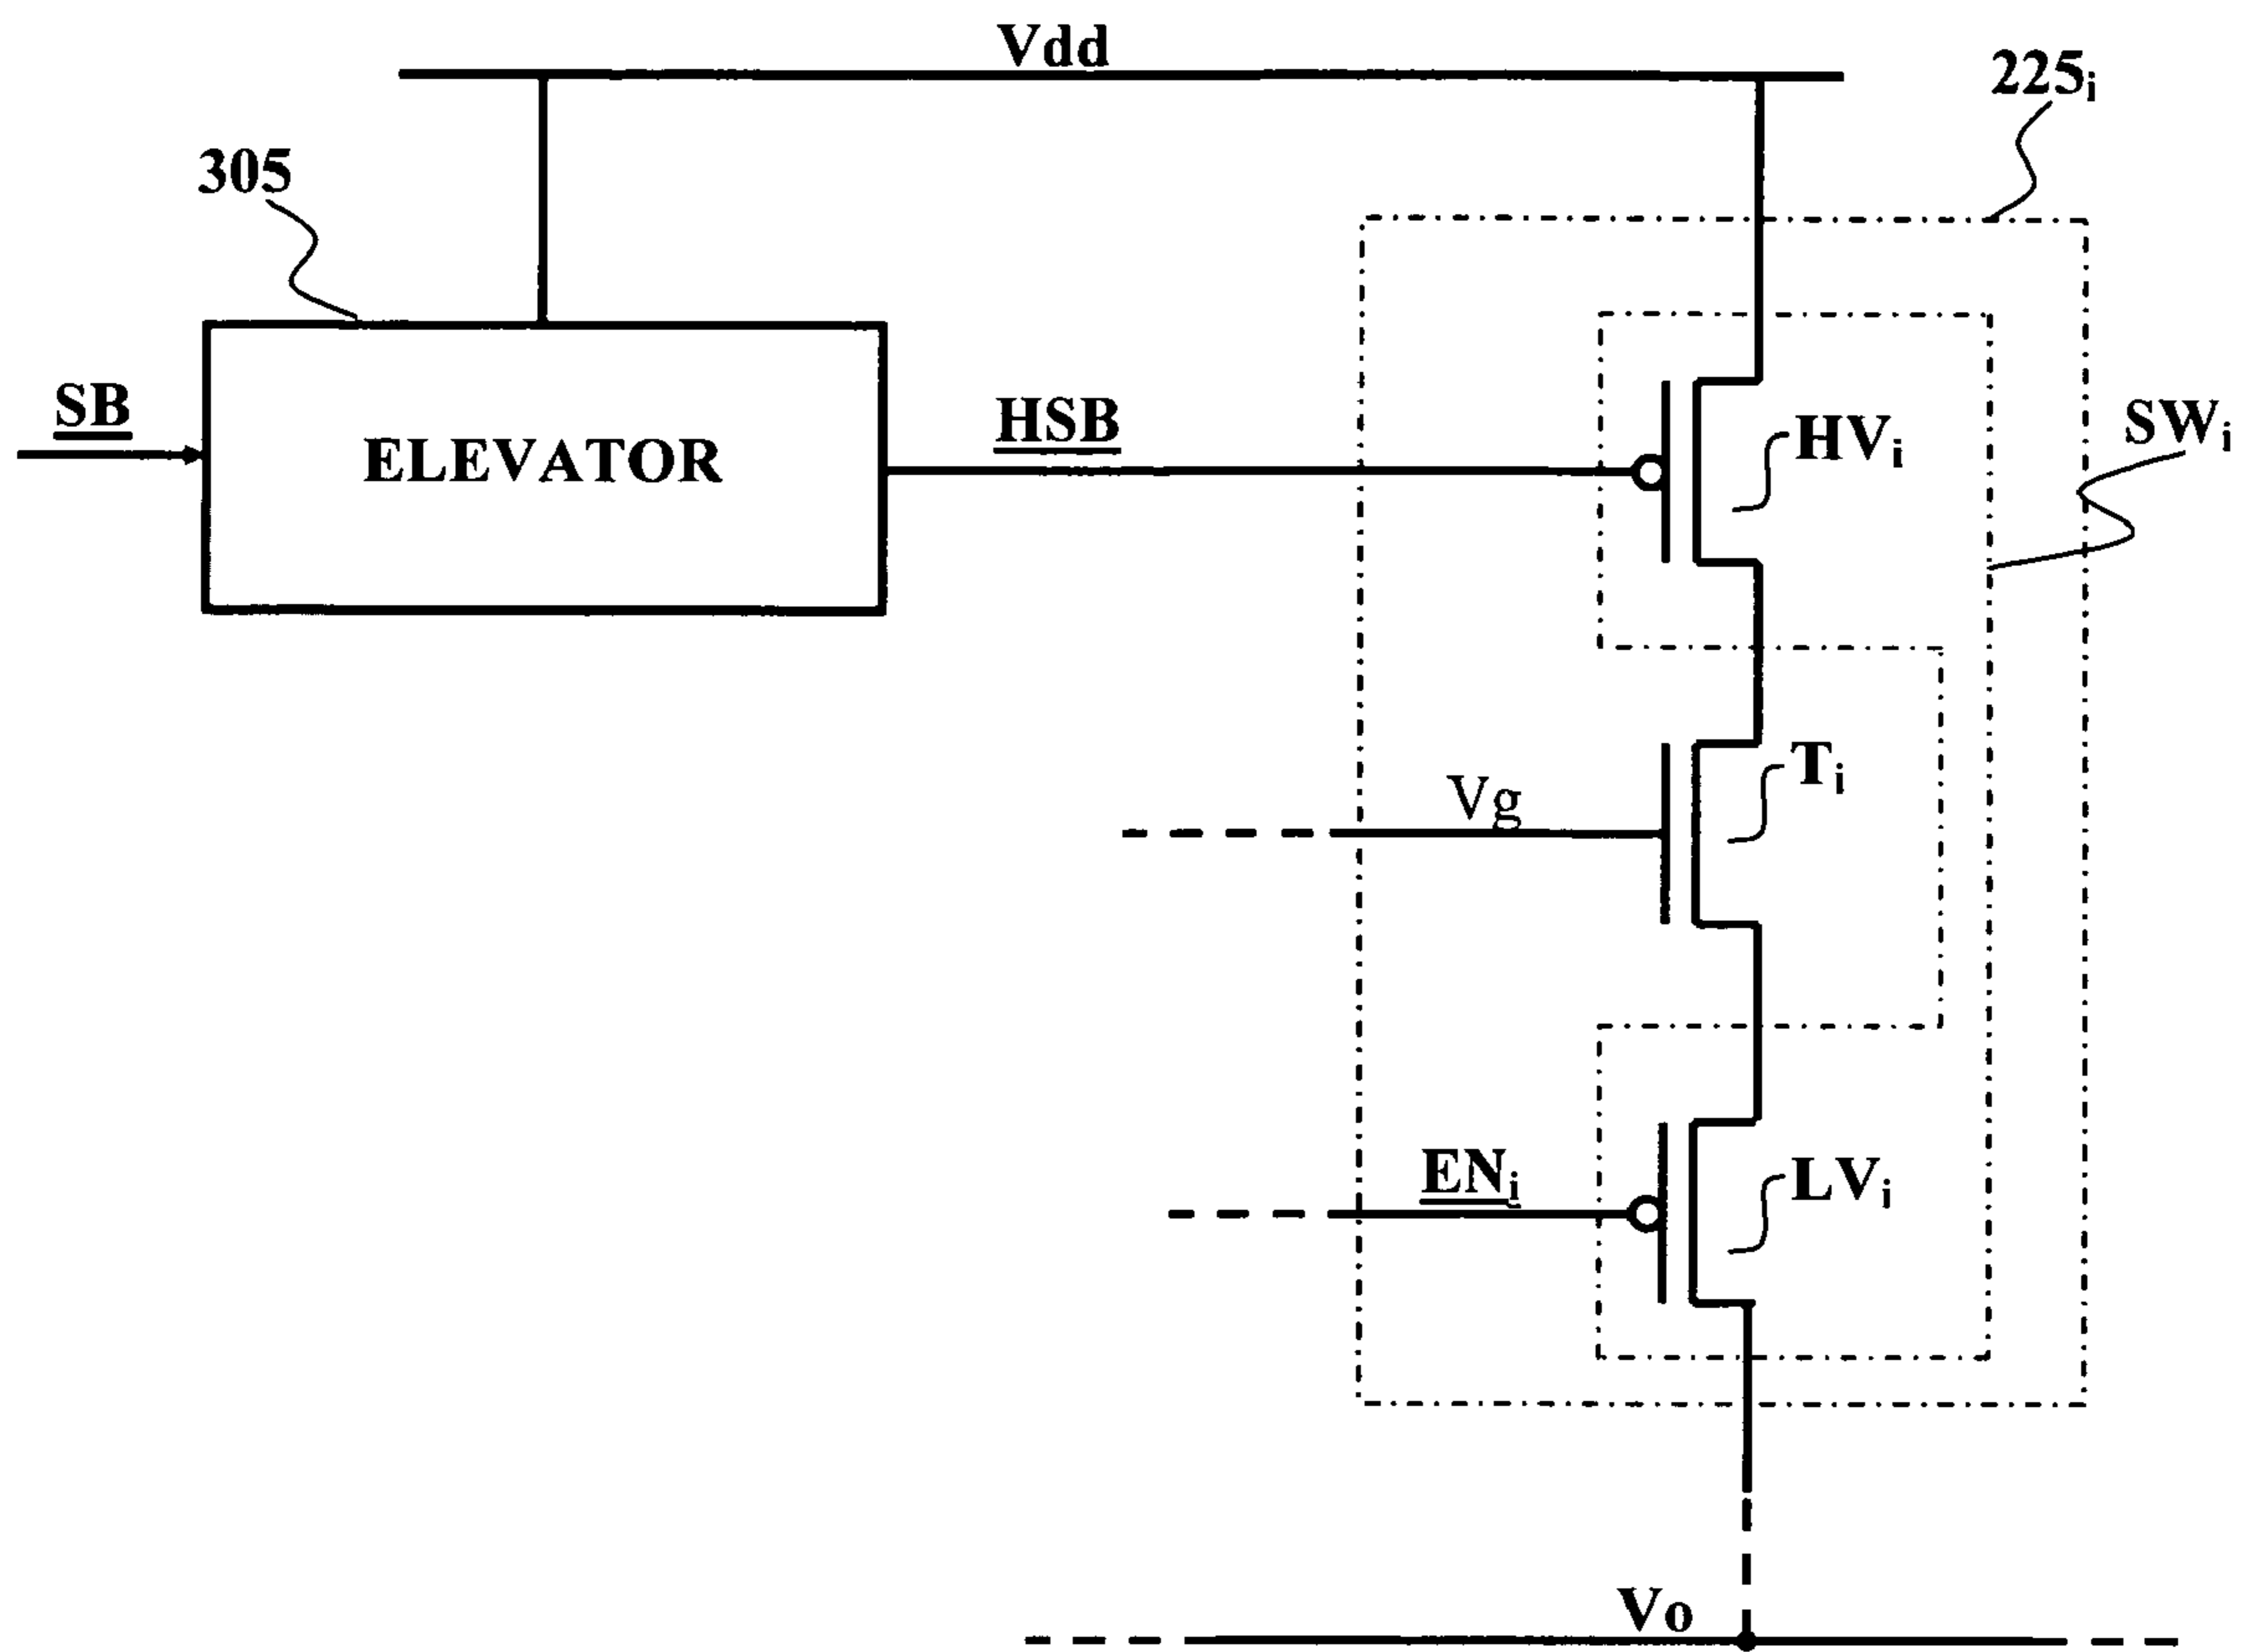 Vdd
225i
305
SB
ELEVATOR
HSB
HVi
SWi
Vg
Ti
ENi
LVi
Vo